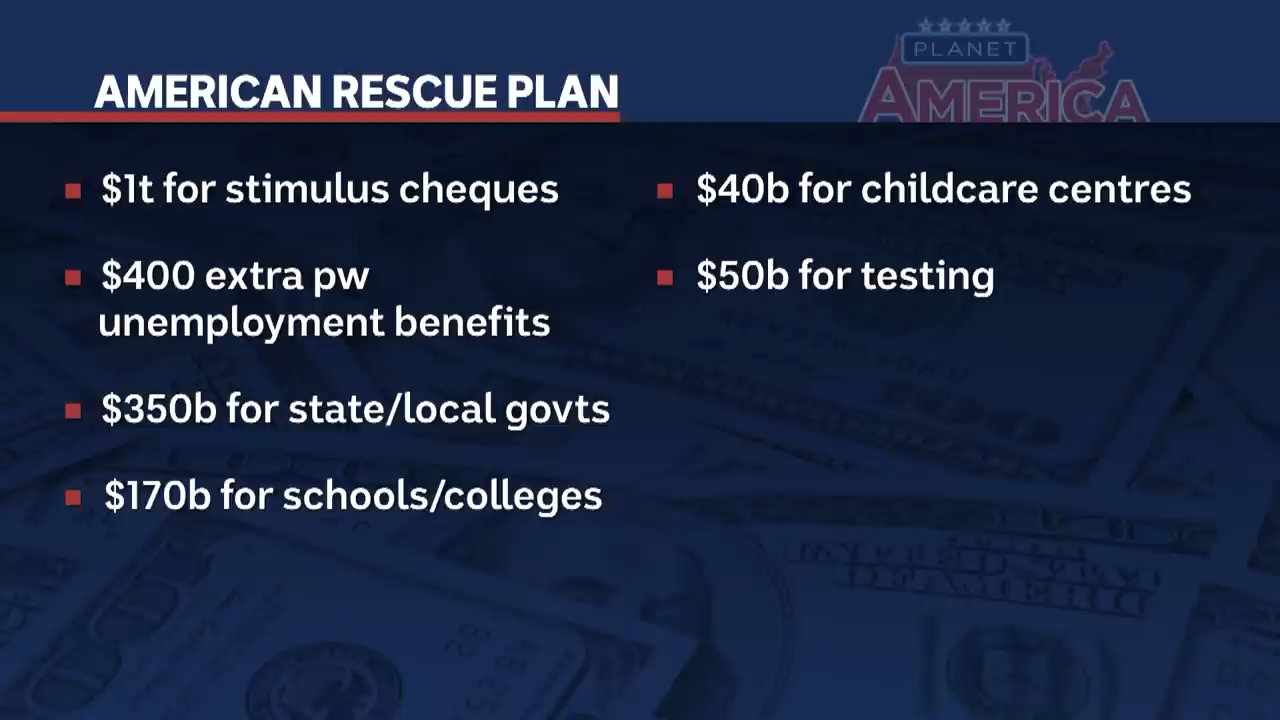 PLANET
AMERICA
AMERICAN RESCUE PLAN
$1t for stimulus cheques
$400 extra pw
unemployment benefits
$350b for state/local govts
$170b for schools/colleges
$40b for childcare centres
$50b for testing